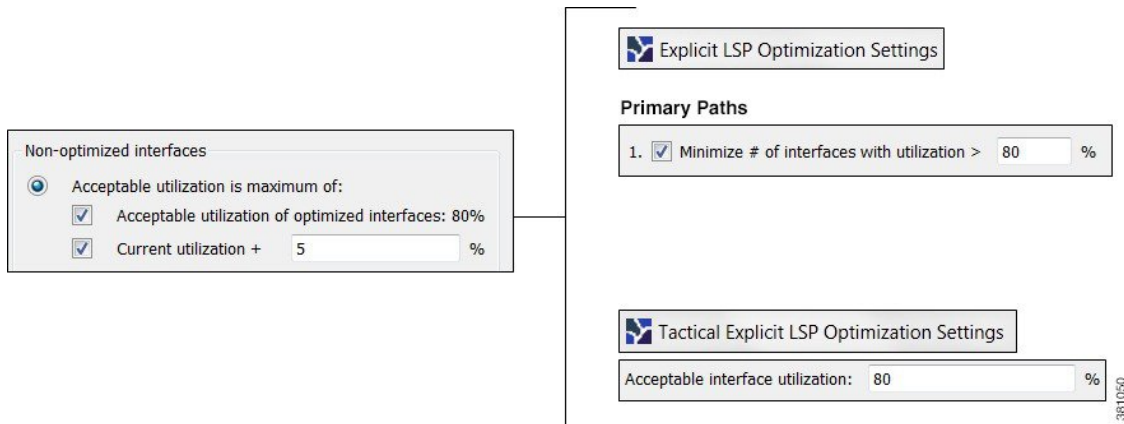 Non-optimized interfaces
Acceptable utilization is maximum of:
Acceptable utilization of optimized interfaces: 80%
Current utilization + 5 %
Explicit LSP Optimization Settings
Primary Paths
1. Minimize # of interfaces with utilization > 80 %
Tactical Explicit LSP Optimization Settings
Acceptable interface utilization: 80 %
381050